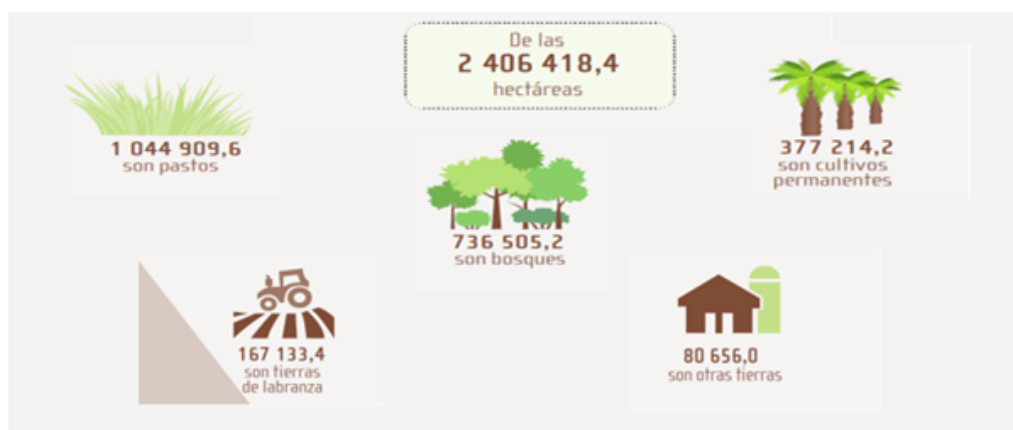 De las
2 406 418,4
hectáreas
1 044 909,6
son pastos
377 214,2
son cultivos
permanentes
736 505,2
son bosques
167 133,4
son tierras
de labranza
80 656,0
son otras tierras